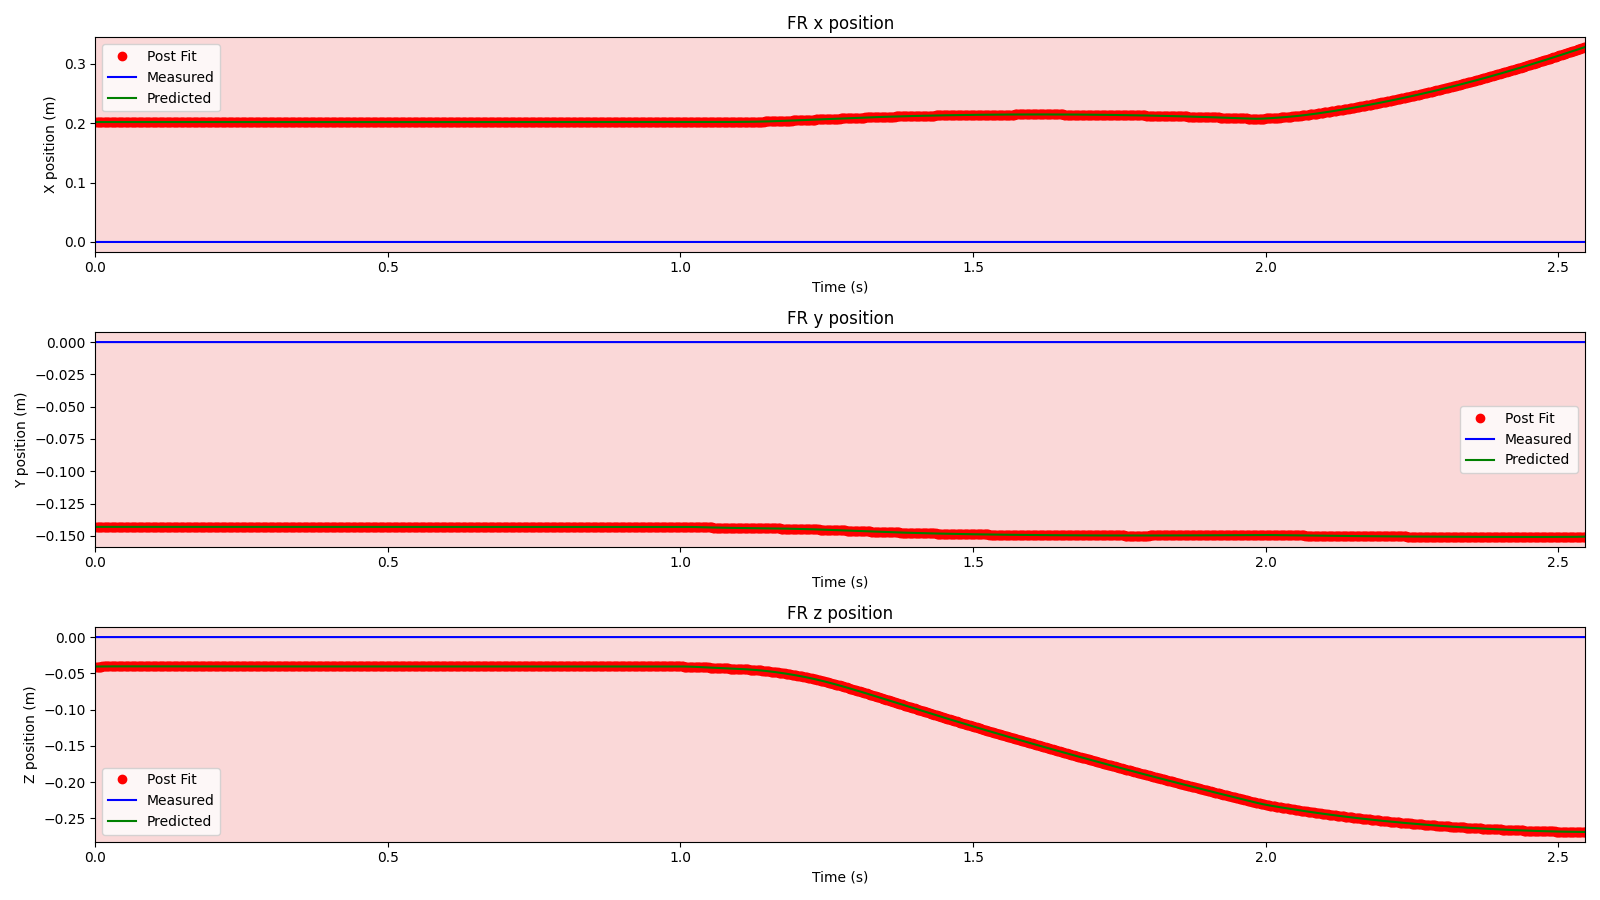 FR x position
Post Fit
Measured
Predicted
X position (m)
0.3
0.2
0.1
0.0
0.0 0.5 1.0 1.5 2.0 2.5
Time (s)
FR y position
Post Fit
Measured
Predicted
Y position (m)
0.000
−0.025
−0.050
−0.075
−0.100
−0.125
−0.150
0.0 0.5 1.0 1.5 2.0 2.5
Time (s)
FR z position
Post Fit
Measured
Predicted
Z position (m)
0.00
−0.05
−0.10
−0.15
−0.20
−0.25
0.0 0.5 1.0 1.5 2.0 2.5
Time (s)